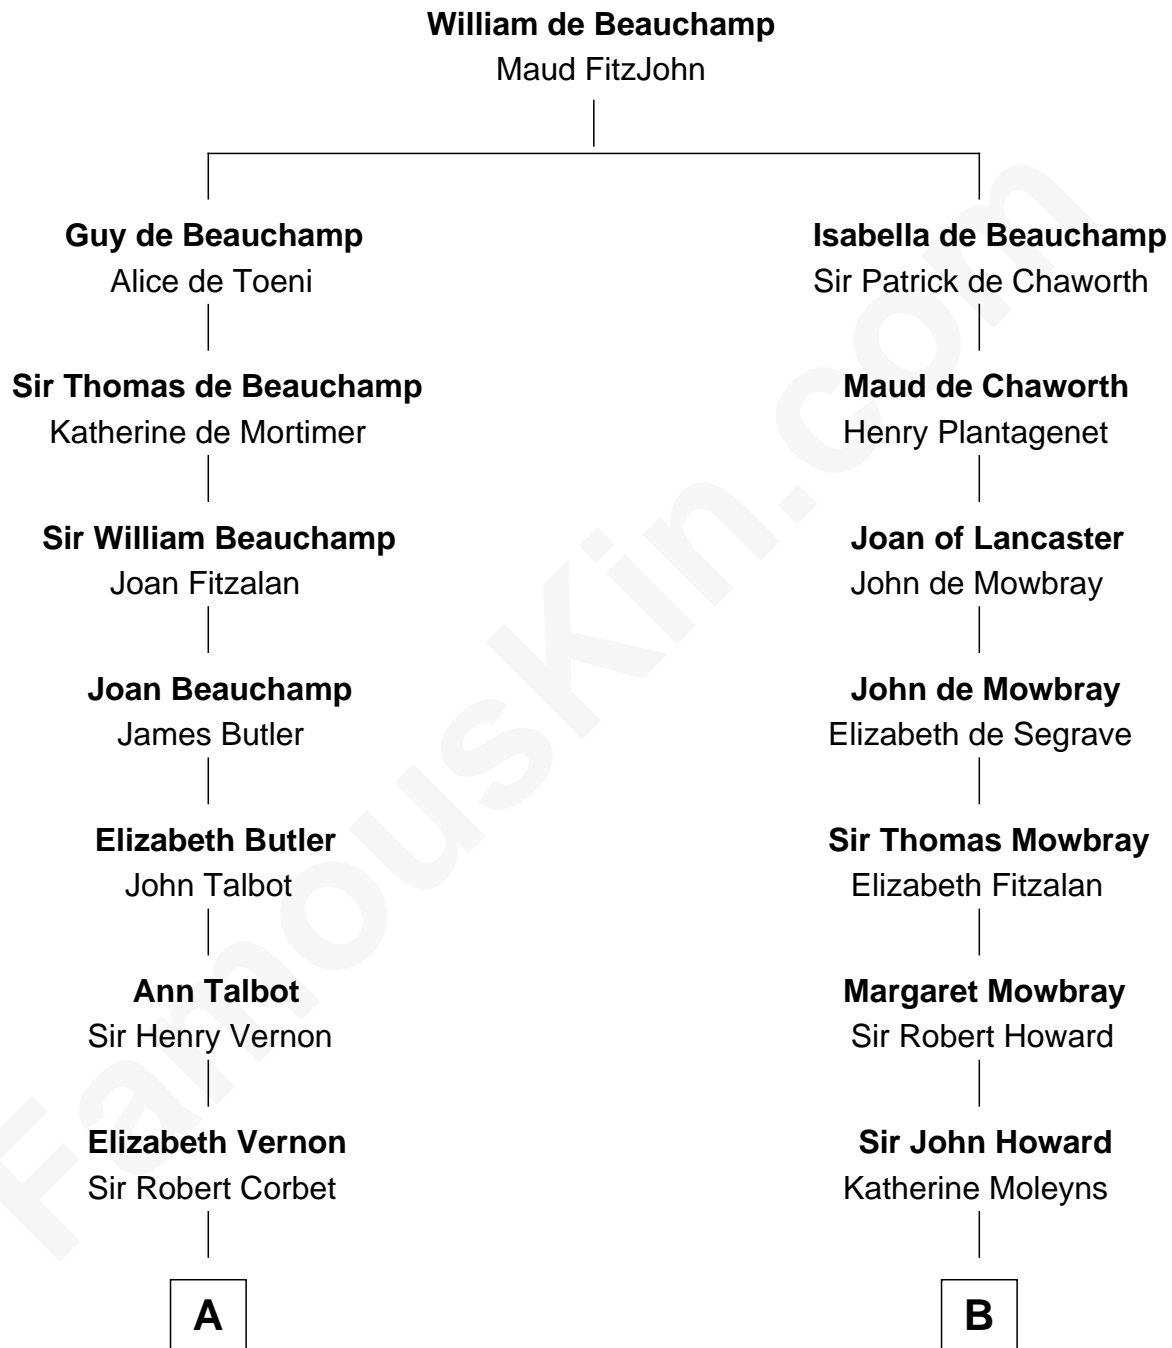 William de Beauchamp
Maud FitzJohn
Guy de Beauchamp
Alice de Toeni
Isabella de Beauchamp
Sir Patrick de Chaworth
Sir Thomas de Beauchamp
Katherine de Mortimer
Maud de Chaworth
Henry Plantagenet
Sir William Beauchamp
Joan Fitzalan
Joan of Lancaster
John de Mowbray
Joan Beauchamp
James Butler
John de Mowbray
Elizabeth de Segrave
Elizabeth Butler
John Talbot
Sir Thomas Mowbray
Elizabeth Fitzalan
Ann Talbot
Sir Henry Vernon
Margaret Mowbray
Sir Robert Howard
Elizabeth Vernon
Sir Robert Corbet
Sir John Howard
Katherine Moleyns
A
B
FamousKin.com